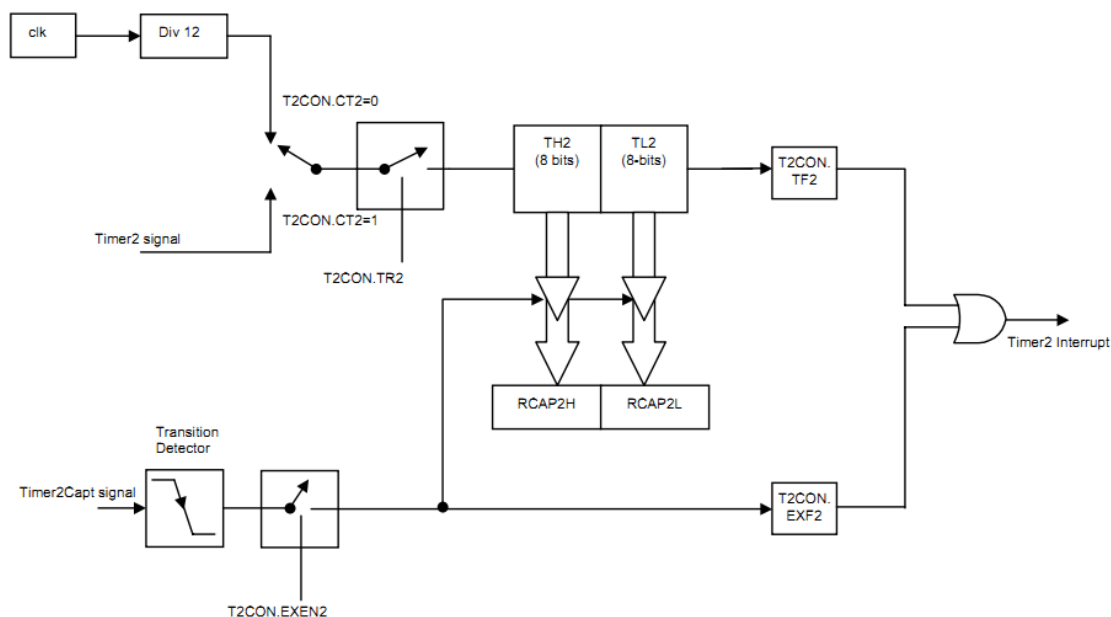 clk
Div 12
T2CON.CT2=0
T2CON.CT2=1
Timer2 signal
T2CON.TR2
TH2
(8 bits)
TL2
(8-bits)
T2CON.
TF2
Timer2 Interrupt
RCAP2H
RCAP2L
Transition
Detector
Timer2Capt signal
T2CON.
EXF2
T2CON.EXEN2